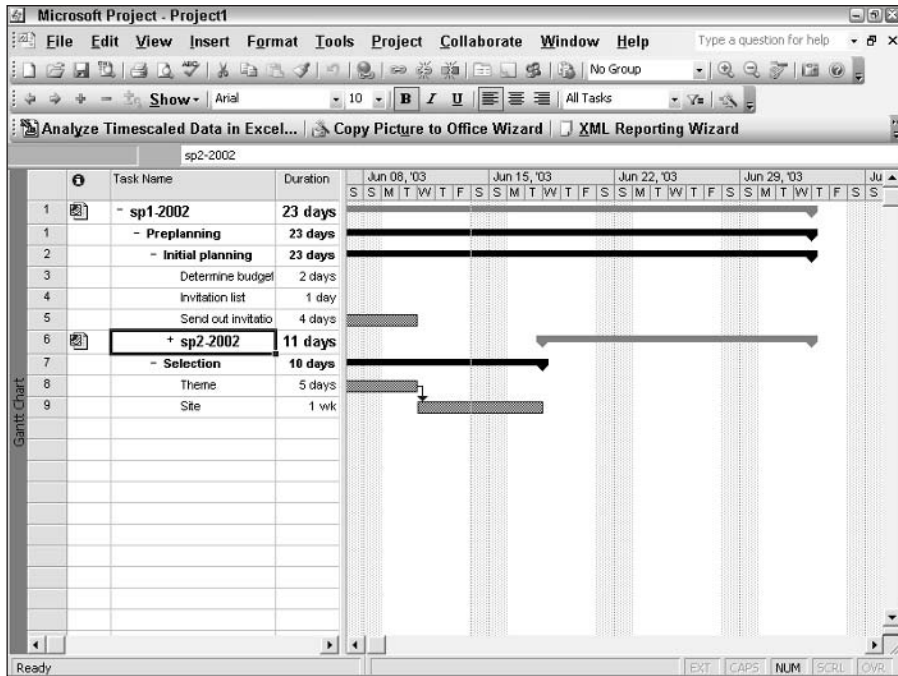 Microsoft Project - Project1
File Edit View Insert Format Tools Project Collaborate Window Help Type a question for help
No Group
Show Arial 10 B I U All Tasks
Analyze Timescaled Data in Excel... Copy Picture to Office Wizard XML Reporting Wizard
sp2-2002
Task Name Duration Jun 08, '03 Jun 15, '03 Jun 22, '03 Jun 29, '03 Ju
S S M T W T F S S M T W T F S S M T W T F S S M T W T F S S
1 - sp1-2002 23 days
1 - Preplanning 23 days
2 - Initial planning 23 days
3 Determine budget 2 days
4 Invitation list 1 day
5 Send out invitatio 4 days
6 + sp2-2002 11 days
7 - Selection 10 days
8 Theme 5 days
9 Site 1 wk
Gantt Chart
Ready EXT CAPS NUM SCRL OVR